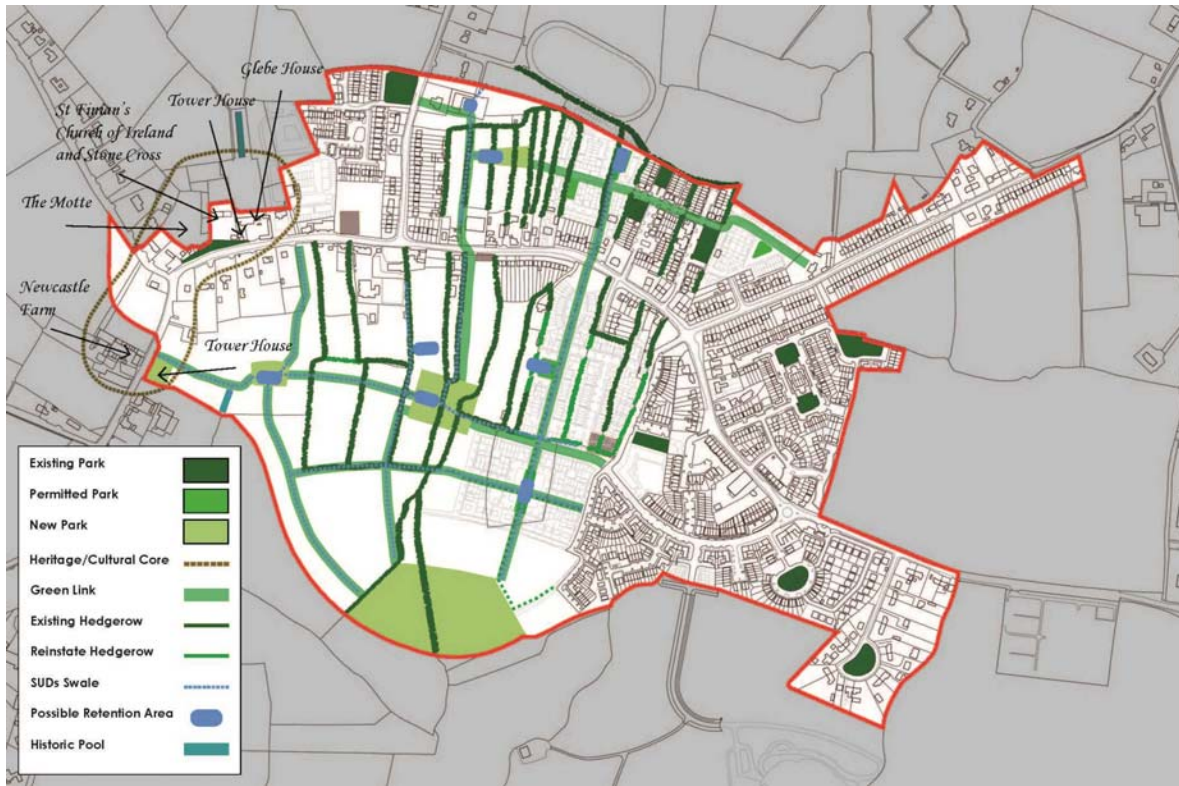 Glebe House
Tower House
St Finian's
Church of Ireland
and Stone Cross
The Motte
Newcastle
Farm
Tower House
Existing Park
Permitted Park
New Park
Heritage/Cultural Core
Green Link
Existing Hedgerow
Reinstate Hedgerow
SUDs Swale
Possible Retention Area
Historic Pool